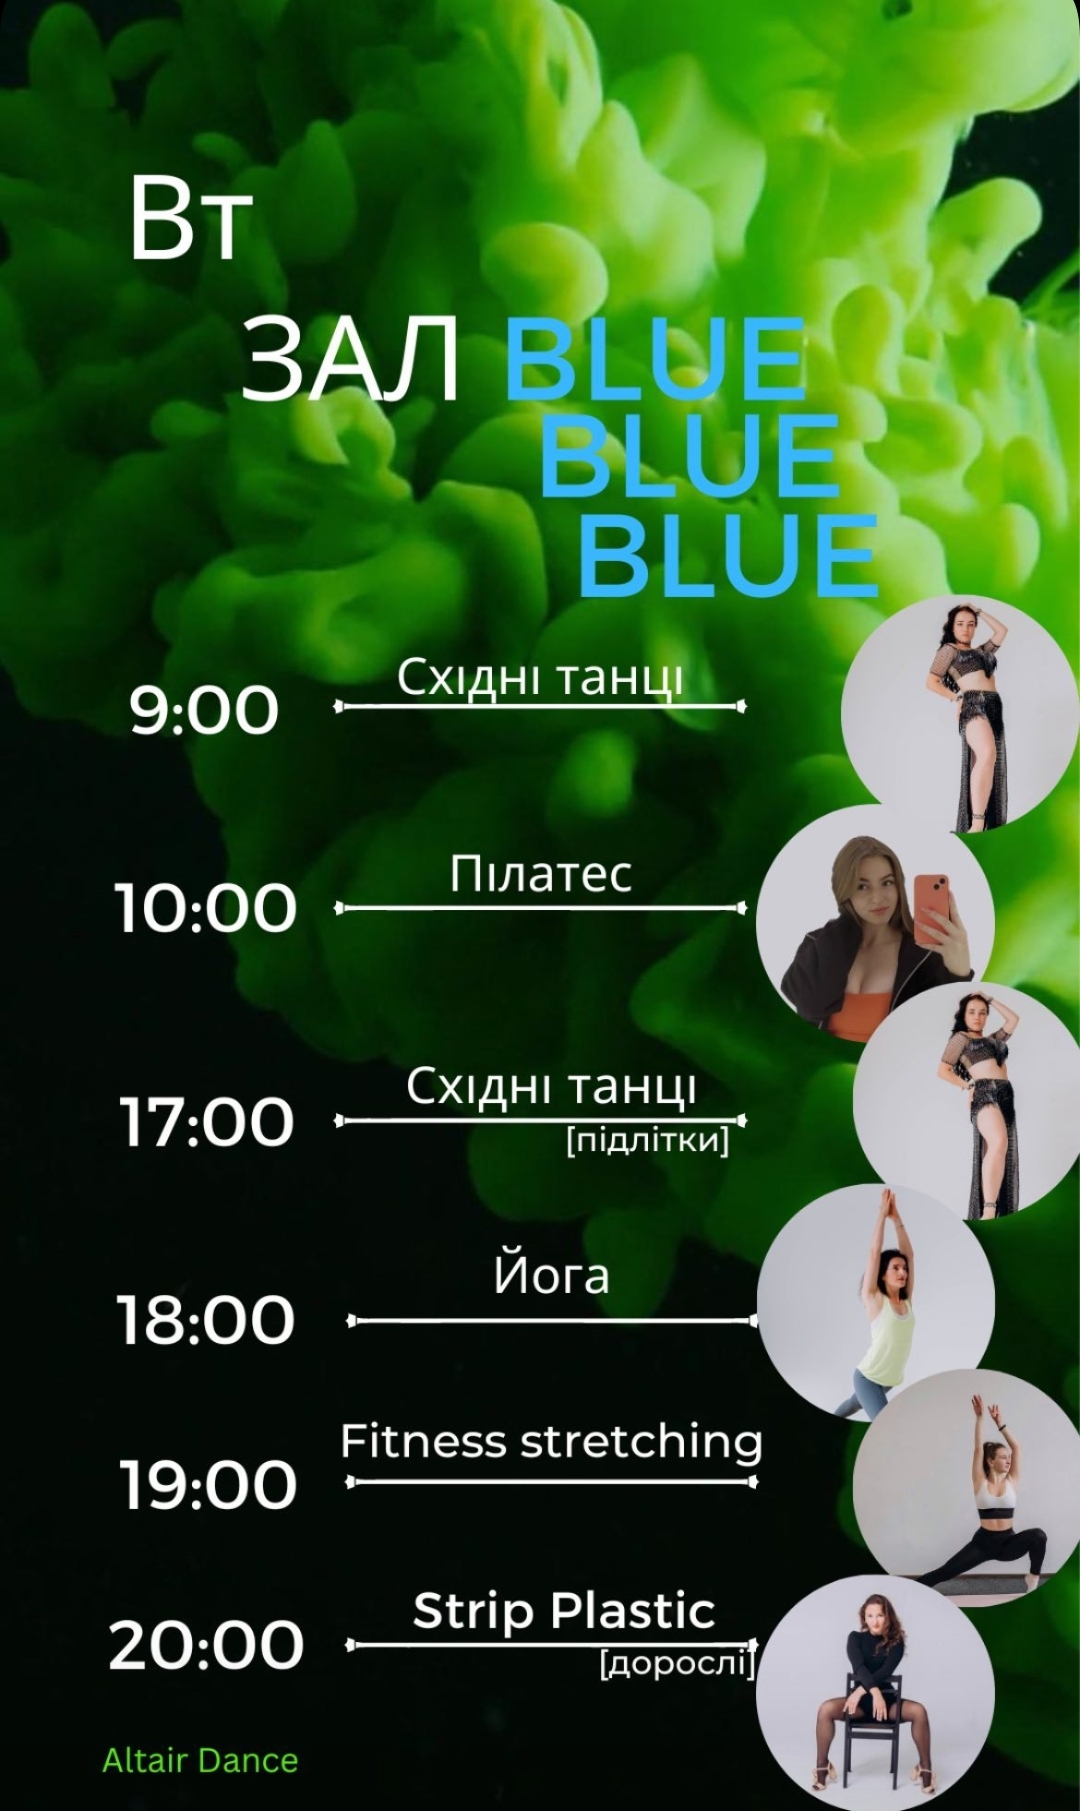 Вт
ЗАЛ BLUE
BLUE
BLUE
9:00 Східні танці
10:00 Пілатес
17:00 Східні танці
[підлітки]
18:00 Йога
19:00 Fitness stretching
20:00 Strip Plastic
[дорослі]
Altair Dance